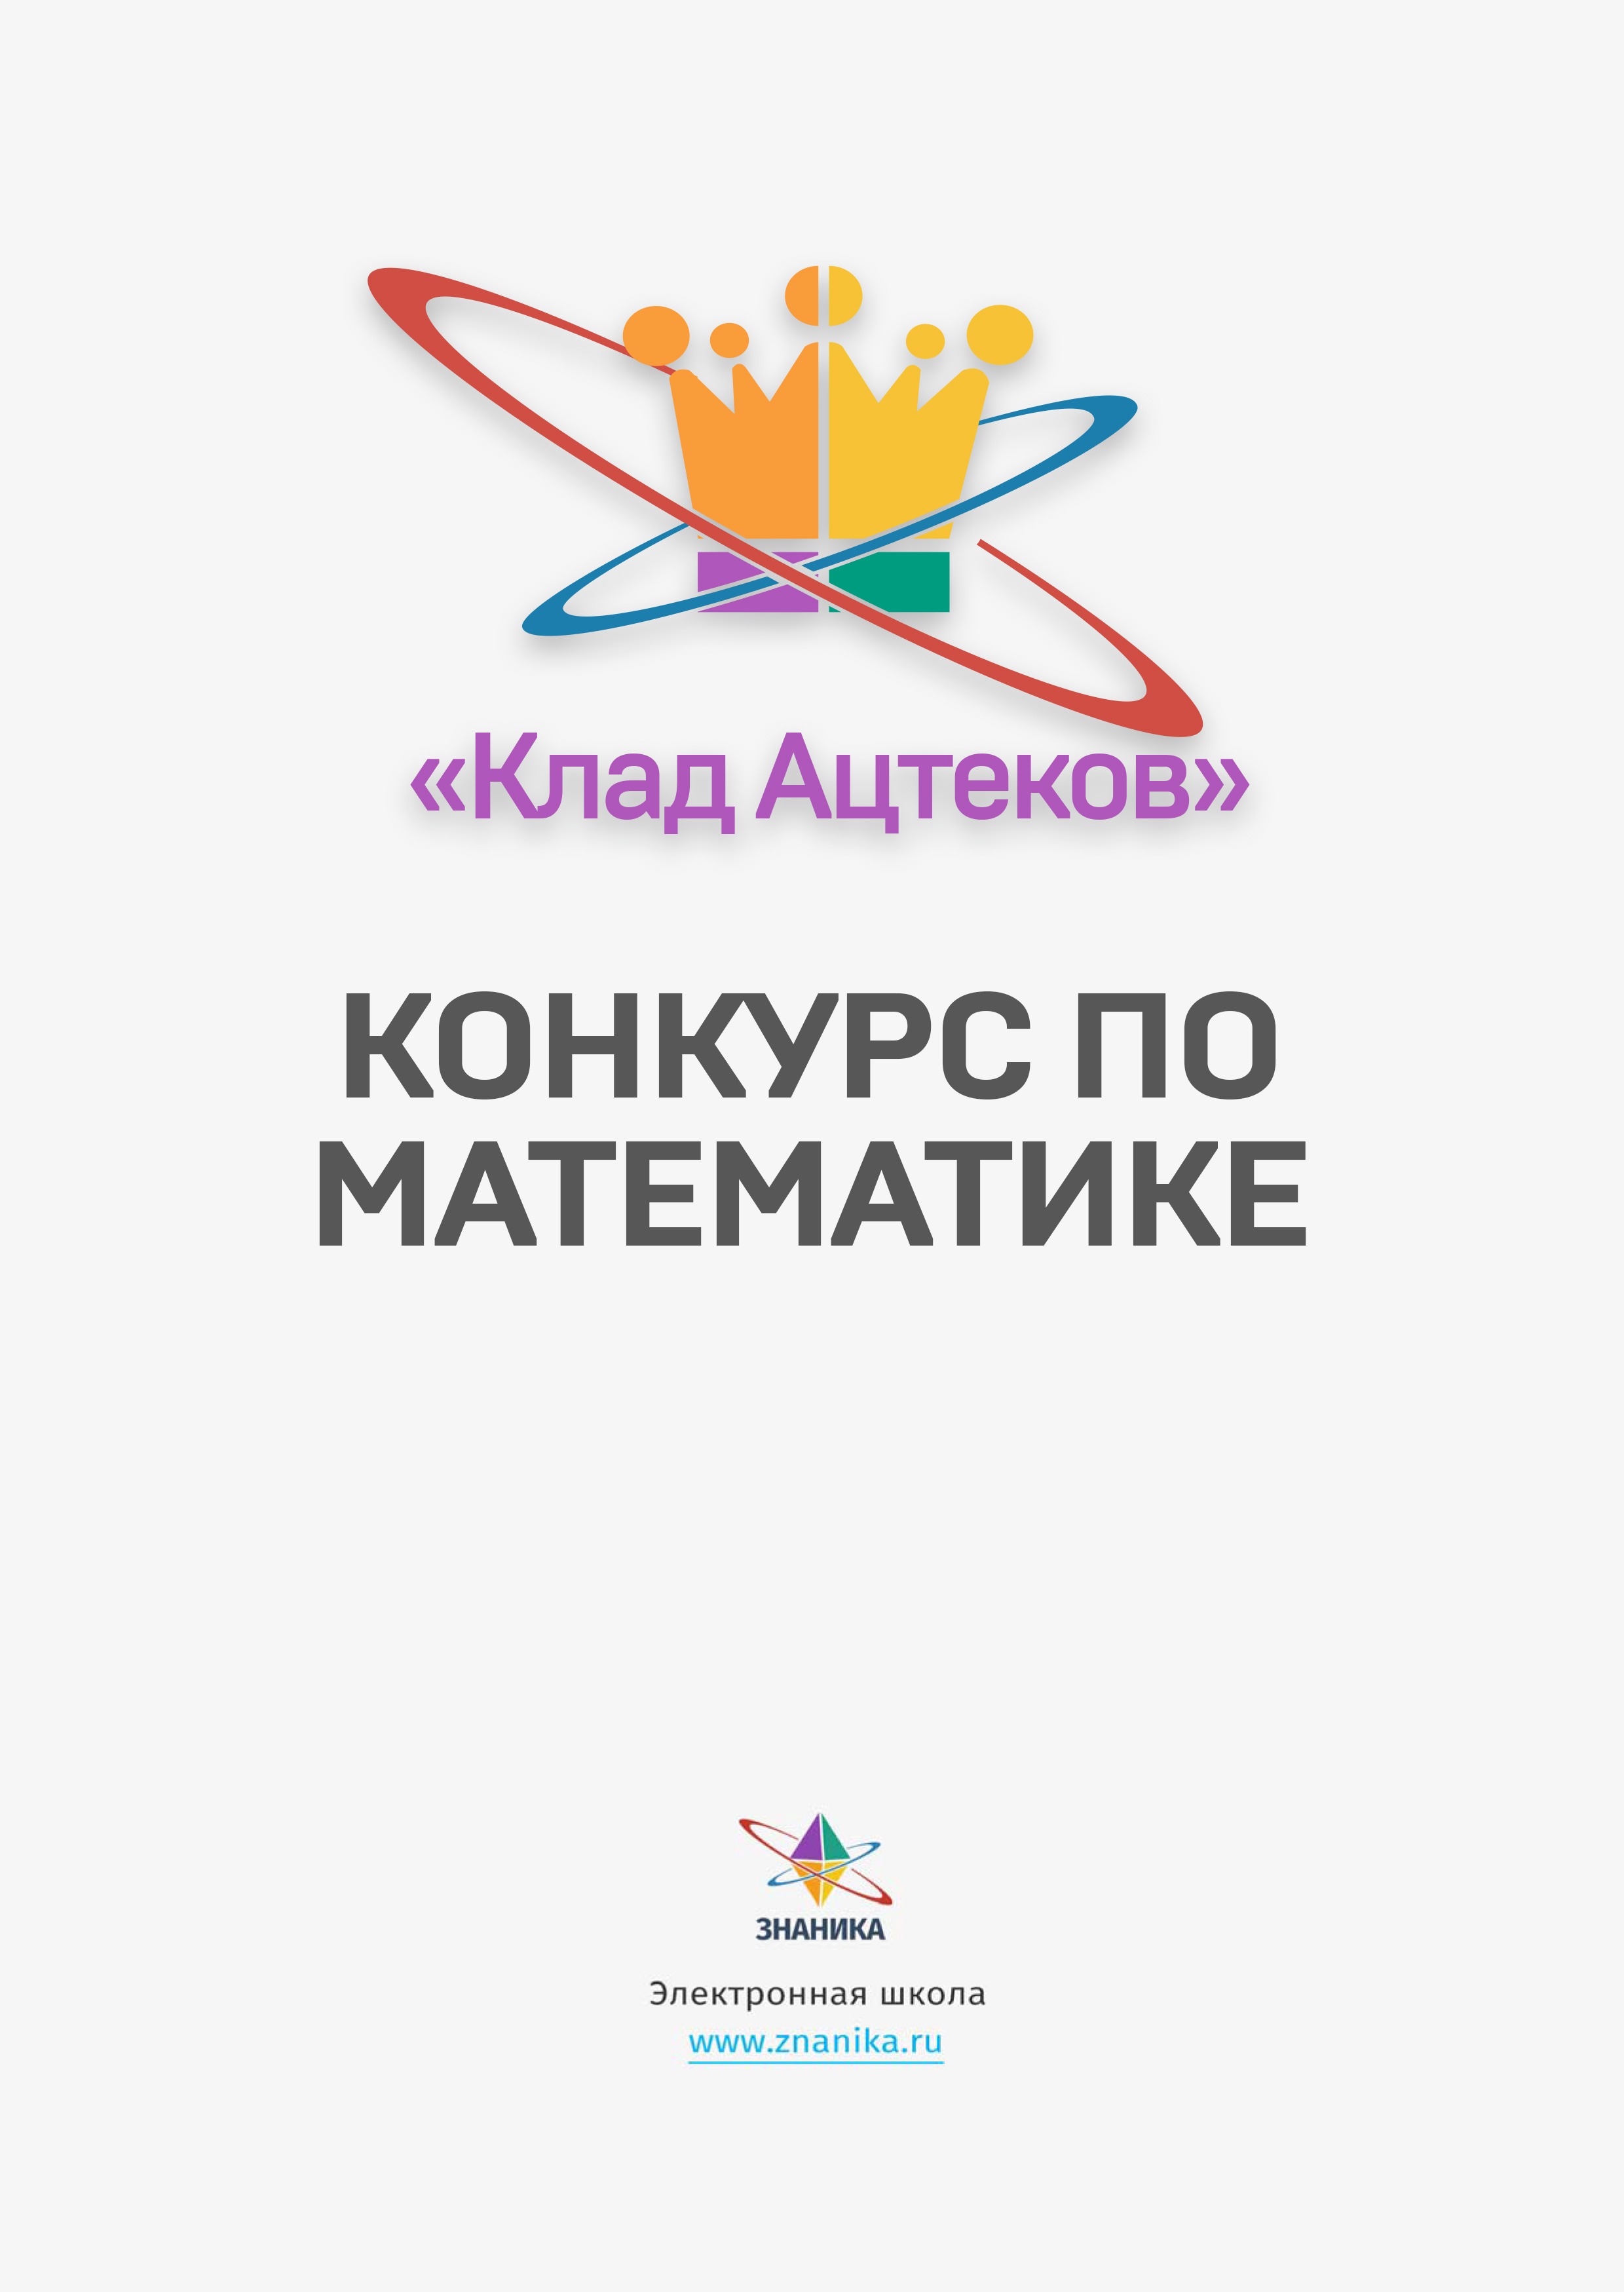 «Клад Ацтеков»
КОНКУРС ПО
МАТЕМАТИКЕ
ЗНАНИКА
Электронная школа
www.znanika.ru